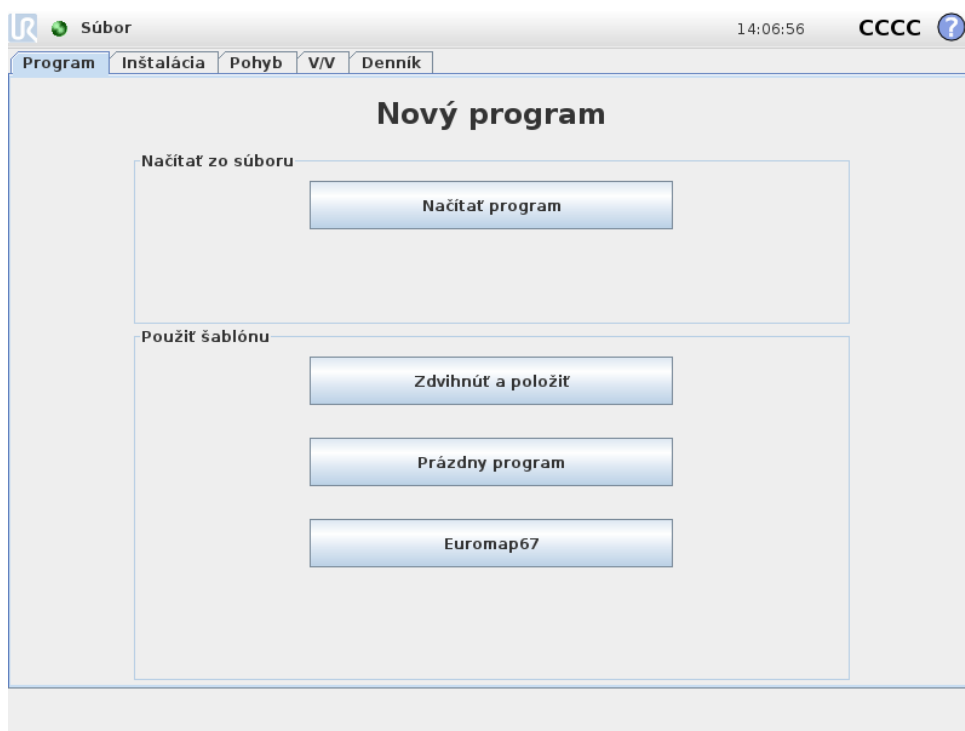 UR Súbor 14:06:56 CCCC ?
Program Inštalácia Pohyb V/V Denník
Nový program
Načítať zo súboru
Načítať program
Použiť šablónu
Zdvihnúť a položiť
Prázdny program
Euromap67